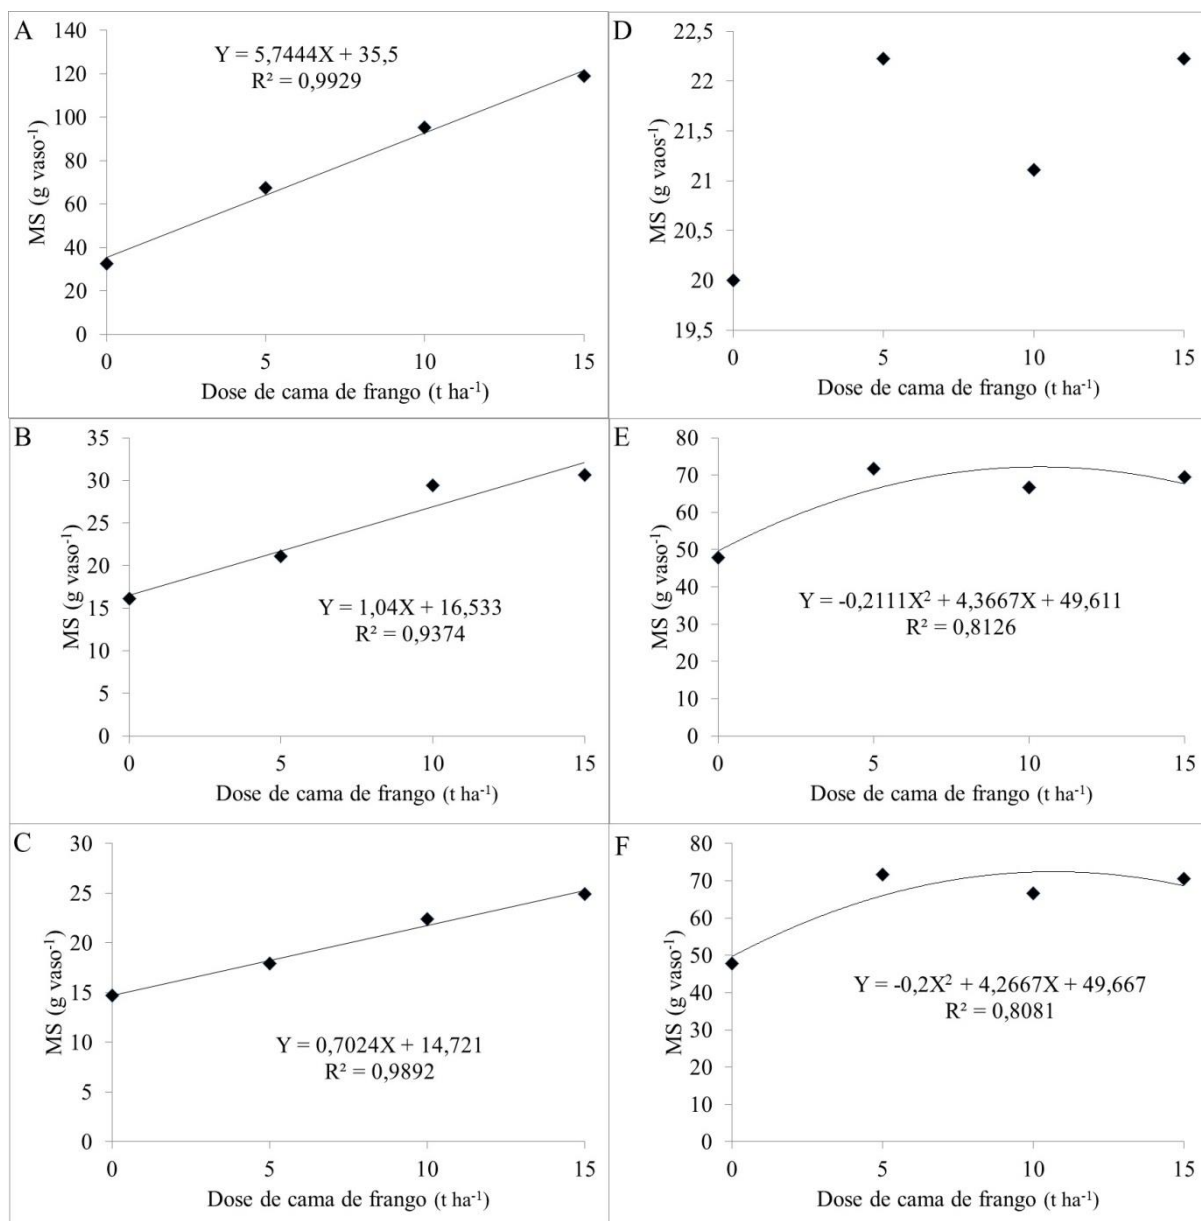 A
140
120
100
80
60
40
20
0
MS (g vaso⁻¹)
Y = 5,7444X + 35,5
R² = 0,9929
0 5 10 15
Dose de cama de frango (t ha⁻¹)
D
22,5
22
21,5
21
20,5
20
19,5
MS (g vaos⁻¹)
0 5 10 15
Dose de cama de frango (t ha⁻¹)
B
35
30
25
20
15
10
5
0
MS (g vaso⁻¹)
Y = 1,04X + 16,533
R² = 0,9374
0 5 10 15
Dose de cama de frango (t ha⁻¹)
E
80
70
60
50
40
30
20
10
0
MS (g vaso⁻¹)
Y = -0,2111X² + 4,3667X + 49,611
R² = 0,8126
0 5 10 15
Dose de cama de frango (t ha⁻¹)
C
30
25
20
15
10
5
0
MS (g vaso⁻¹)
Y = 0,7024X + 14,721
R² = 0,9892
0 5 10 15
Dose de cama de frango (t ha⁻¹)
F
80
70
60
50
40
30
20
10
0
MS (g vaso⁻¹)
Y = -0,2X² + 4,2667X + 49,667
R² = 0,8081
0 5 10 15
Dose de cama de frango (t ha⁻¹)